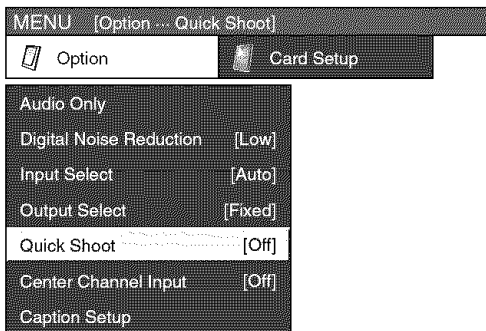 MENU [Option ··· Quick Shoot]
Option Card Setup
Audio Only
Digital Noise Reduction [Low]
Input Select [Auto]
Output Select [Fixed]
Quick Shoot [Off]
Center Channel Input [Off]
Caption Setup